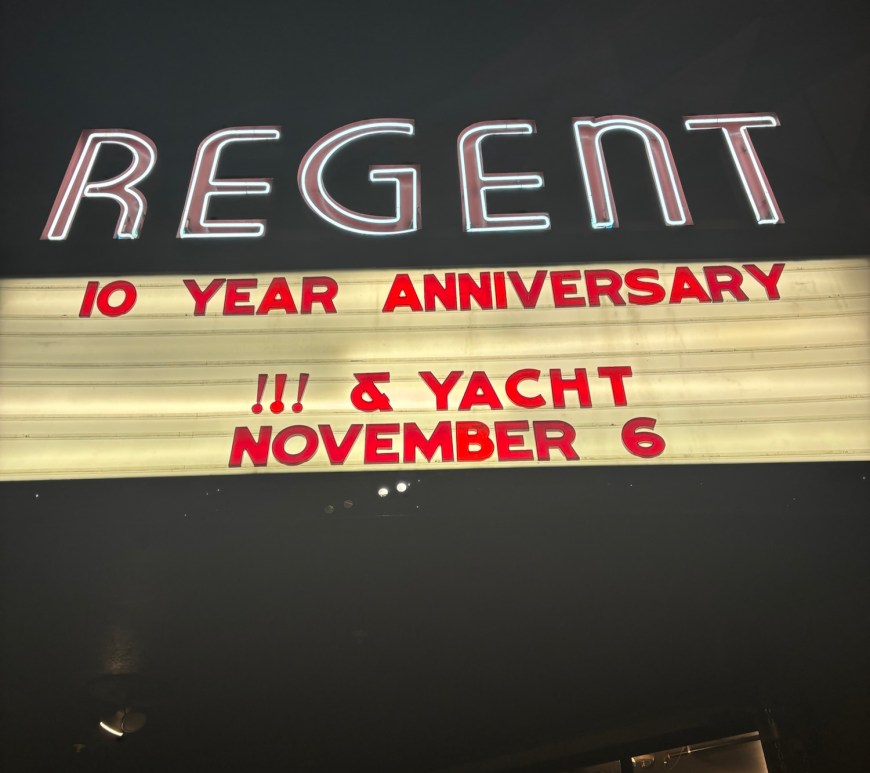 REGENT
10 YEAR ANNIVERSARY
!!! & YACHT
NOVEMBER 6